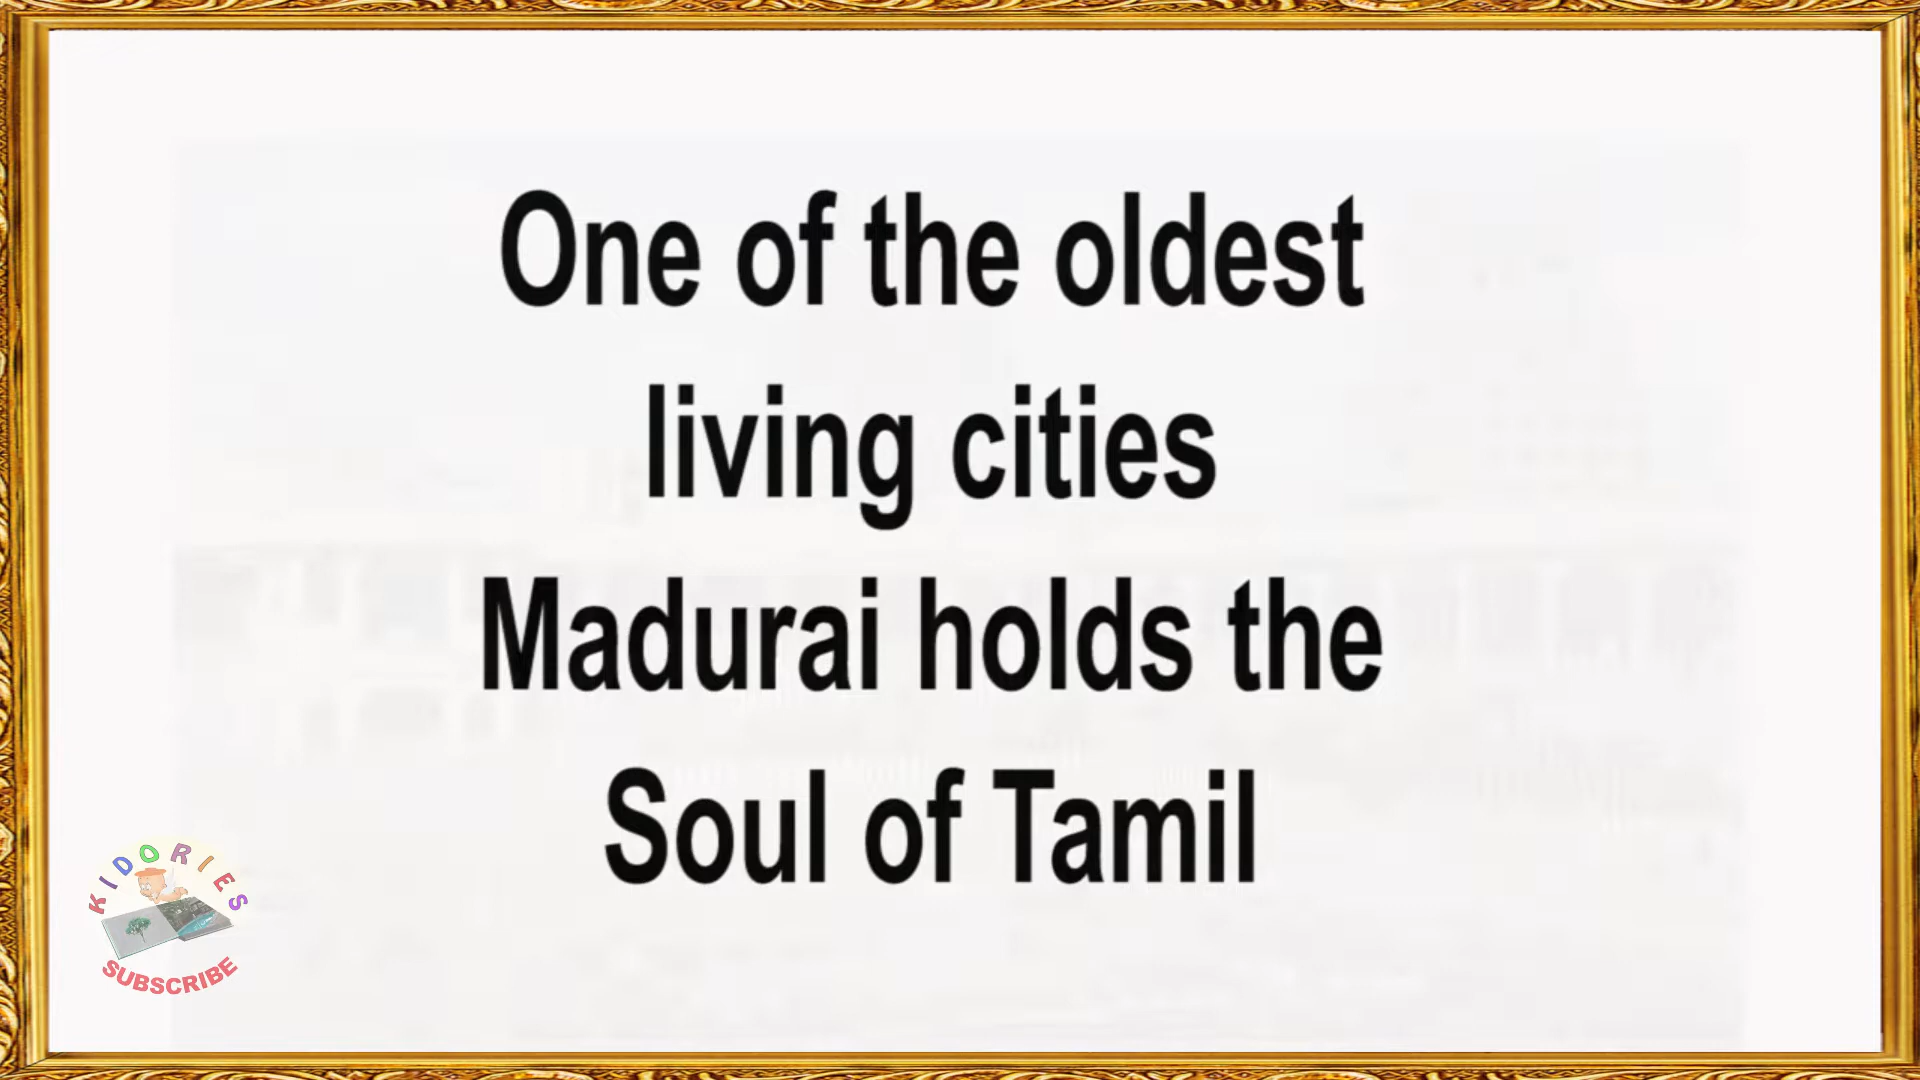 One of the oldest
living cities
Madurai holds the
Soul of Tamil
KIDORIES
SUBSCRIBE